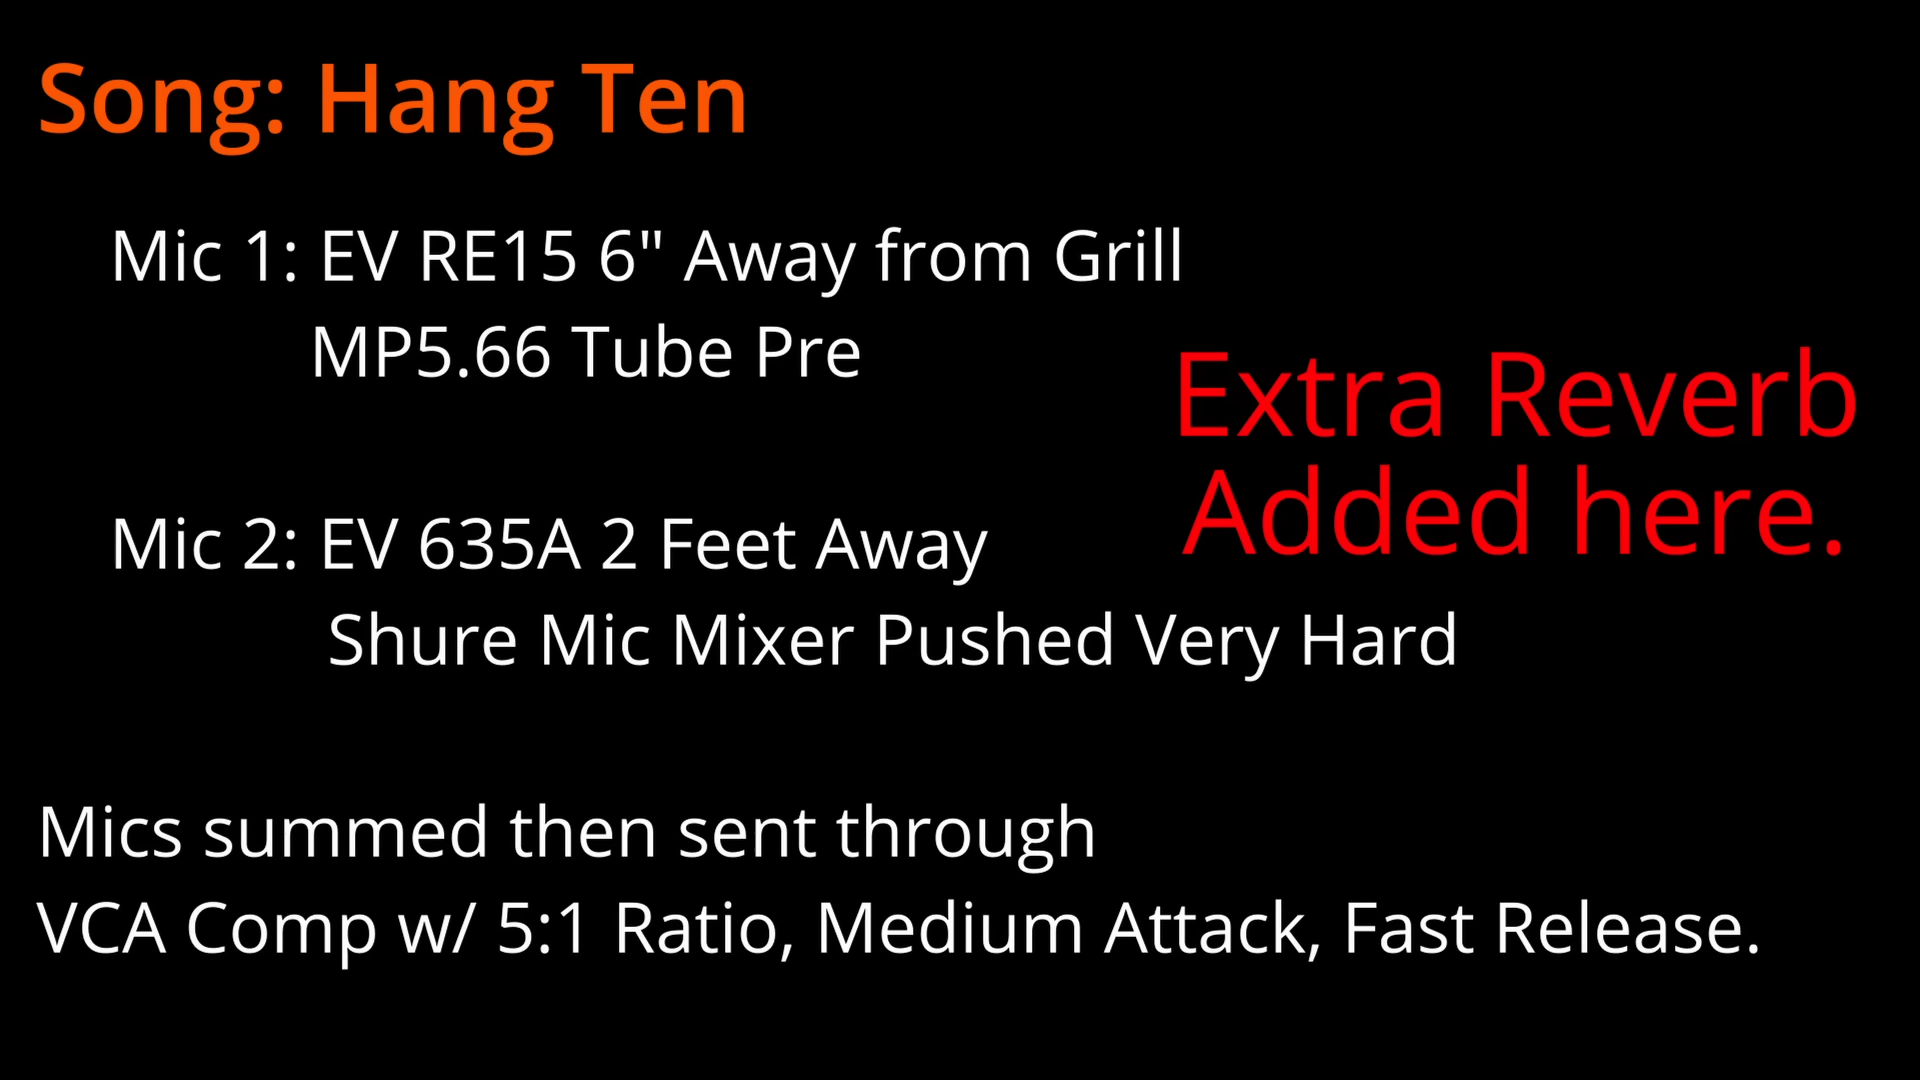 Song: Hang Ten
Mic 1: EV RE15 6" Away from Grill
MP5.66 Tube Pre
Extra Reverb
Added here.
Mic 2: EV 635A 2 Feet Away
Shure Mic Mixer Pushed Very Hard
Mics summed then sent through
VCA Comp w/ 5:1 Ratio, Medium Attack, Fast Release.